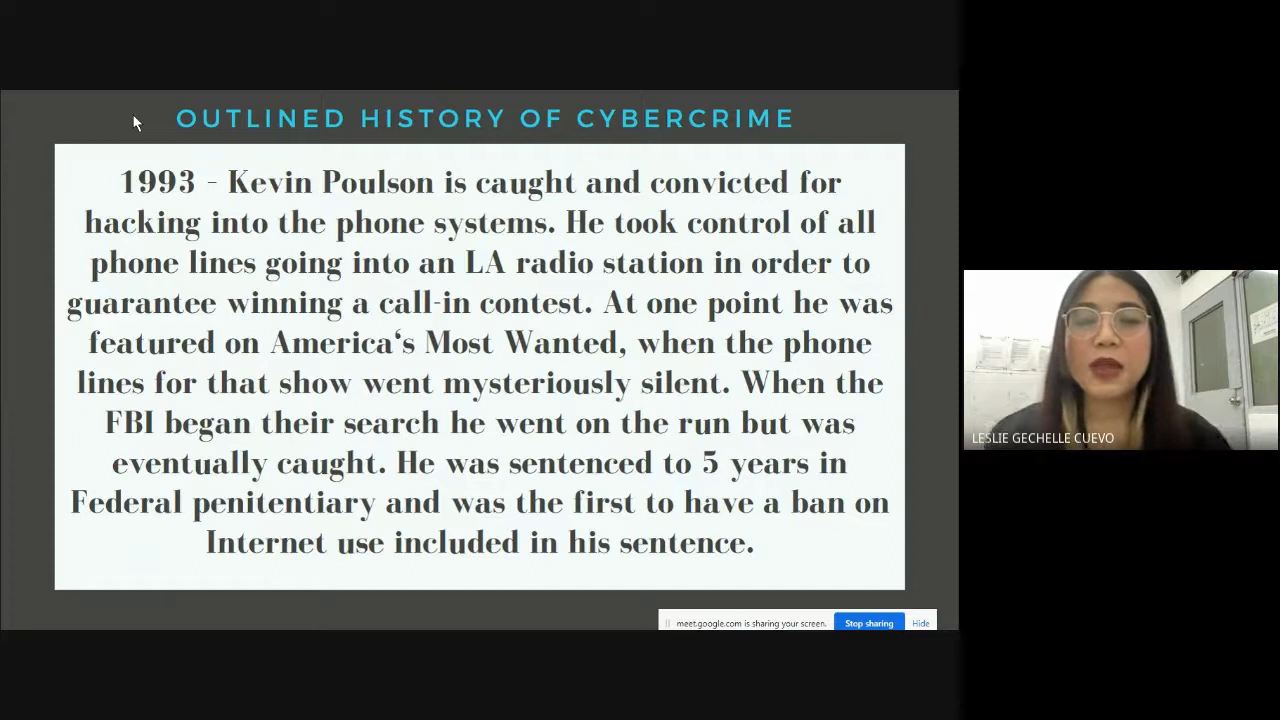 OUTLINED HISTORY OF CYBERCRIME
1993 - Kevin Poulson is caught and convicted for
hacking into the phone systems. He took control of all
phone lines going into an LA radio station in order to
guarantee winning a call-in contest. At one point he was
featured on America‘s Most Wanted, when the phone
lines for that show went mysteriously silent. When the
FBI began their search he went on the run but was
eventually caught. He was sentenced to 5 years in
Federal penitentiary and was the first to have a ban on
Internet use included in his sentence.
LESLIE GECHELLE CUEVO
meet.google.com is sharing your screen. Stop sharing Hide